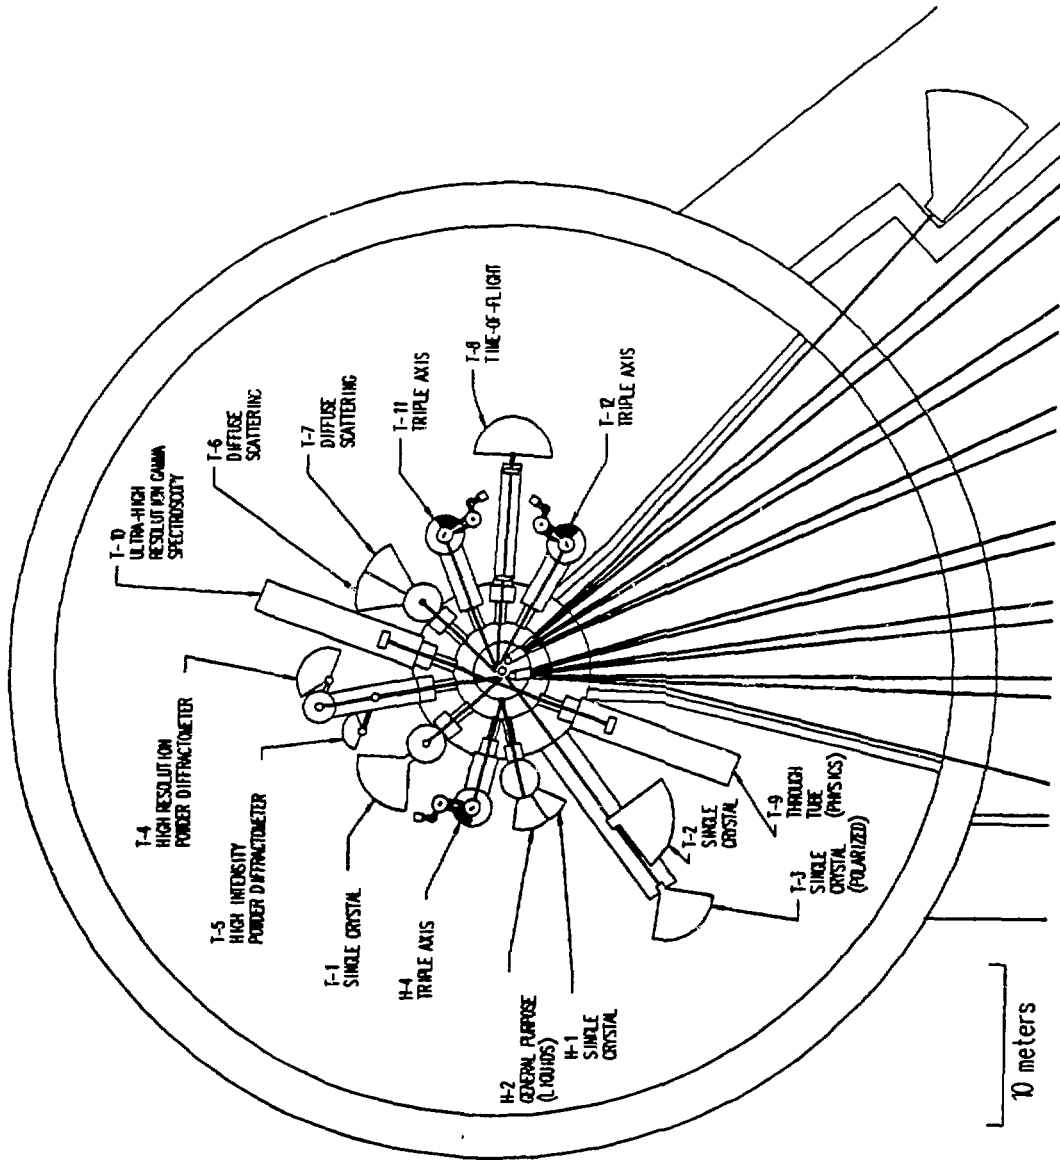 T-10
ULTRA-HIGH
RESOLUTION GAMMA
SPECTROSCOPY
T-6
DIFFUSE
SCATTERING
T-7
DIFFUSE
SCATTERING
T-11
TRIPLE AXIS
T-8
TIME-OF-FLIGHT
T-12
TRIPLE AXIS
T-4
HIGH RESOLUTION
POWDER DIFFRACTOMETER
T-5
HIGH INTENSITY
POWDER DIFFRACTOMETER
T-1
SINGLE CRYSTAL
H-4
TRIPLE AXIS
H-2
GENERAL PURPOSE
(LIQUIDS)
H-1
SINGLE
CRYSTAL
T-2
SINGLE
CRYSTAL
T-9
THROUGH
TUBE
(PHYSICS)
T-3
SINGLE
CRYSTAL
(POLARIZED)
10 meters